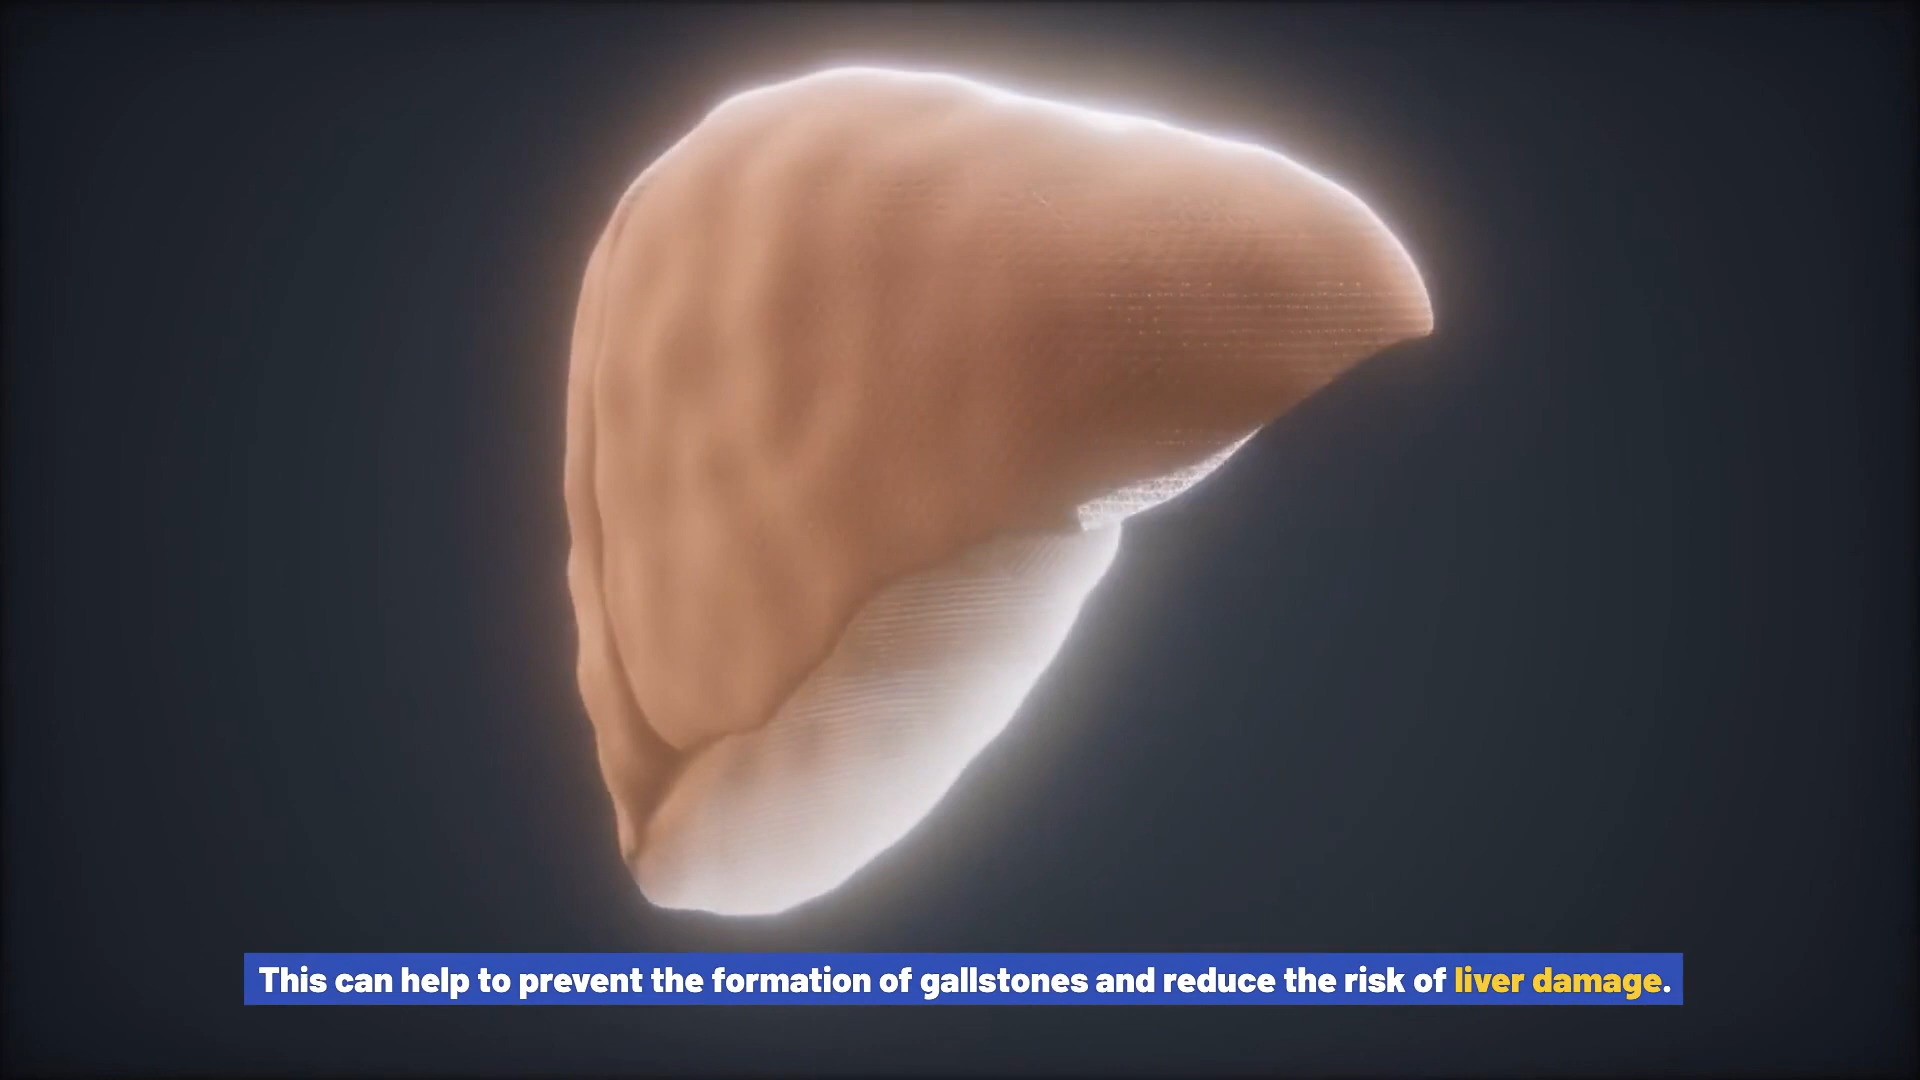 This can help to prevent the formation of gallstones and reduce the risk of liver damage.